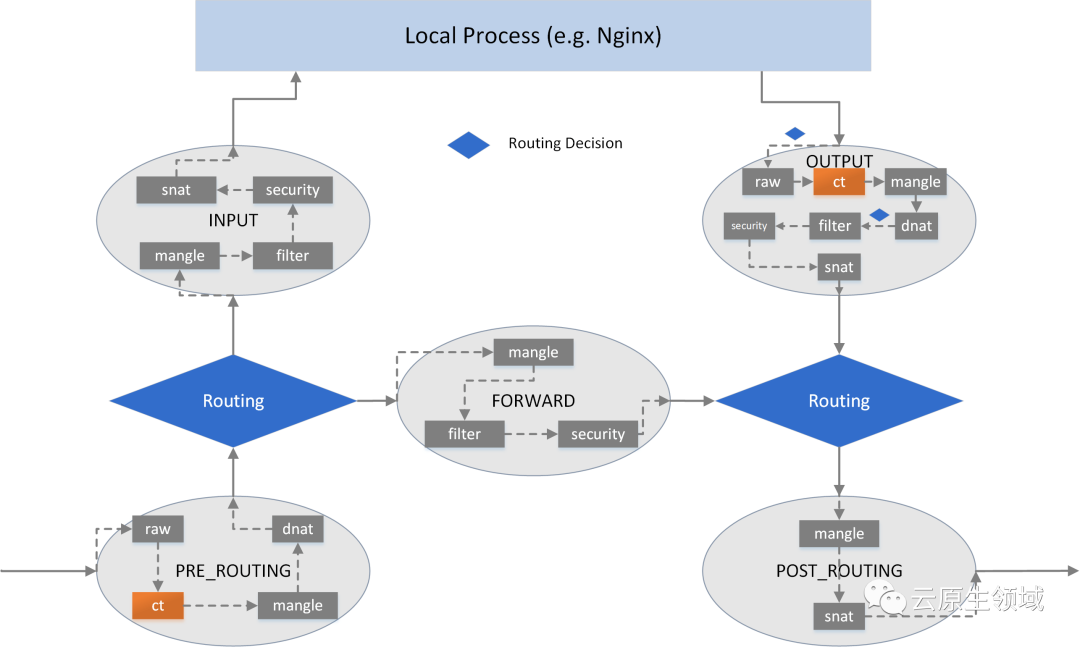 Local Process (e.g. Nginx)
Routing Decision
snat
security
INPUT
mangle
filter
OUTPUT
raw
ct
mangle
security
filter
dnat
snat
mangle
FORWARD
filter
security
Routing
Routing
raw
dnat
PRE_ROUTING
ct
mangle
mangle
POST_ROUTING
snat
云原生领域